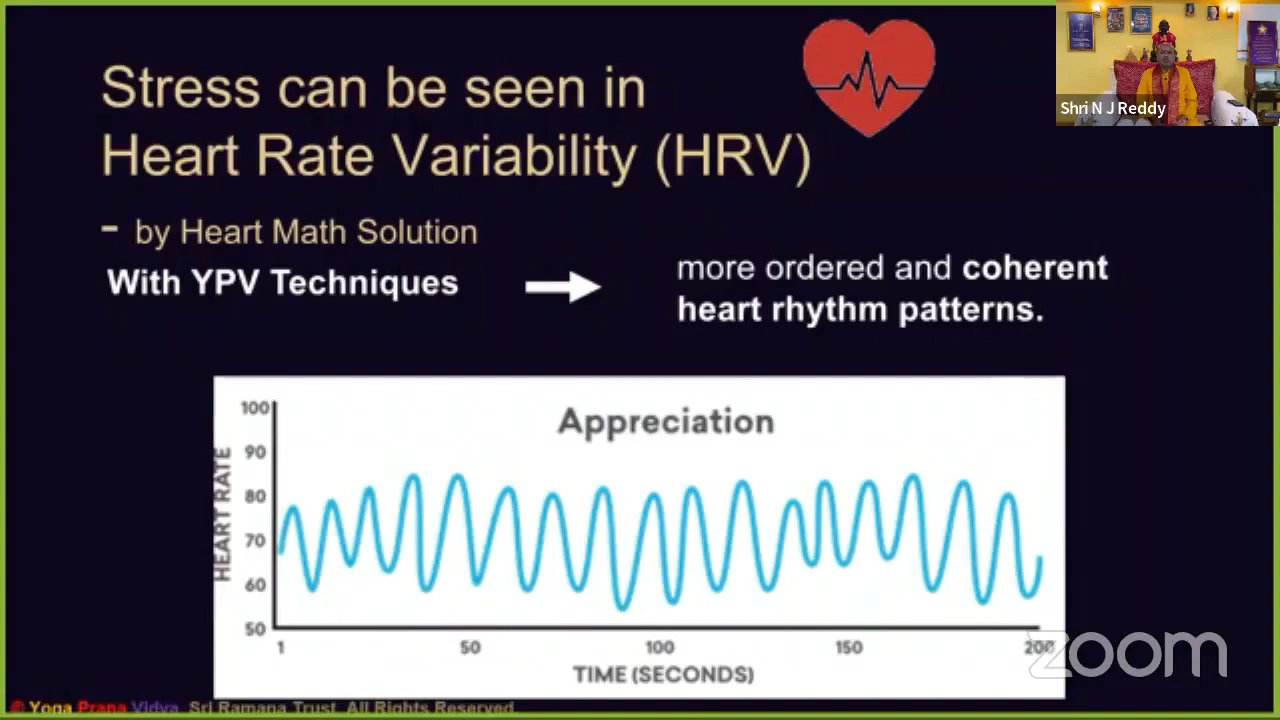 Stress can be seen in
Heart Rate Variability (HRV)
- by Heart Math Solution
With YPV Techniques
more ordered and coherent
heart rhythm patterns.
Shri N J Reddy
Appreciation
HEART RATE
100
90
80
70
60
50
1 50 100 150 200
TIME (SECONDS)
zoom
© Yoga Prana Vidya, Sri Ramana Trust. All Rights Reserved